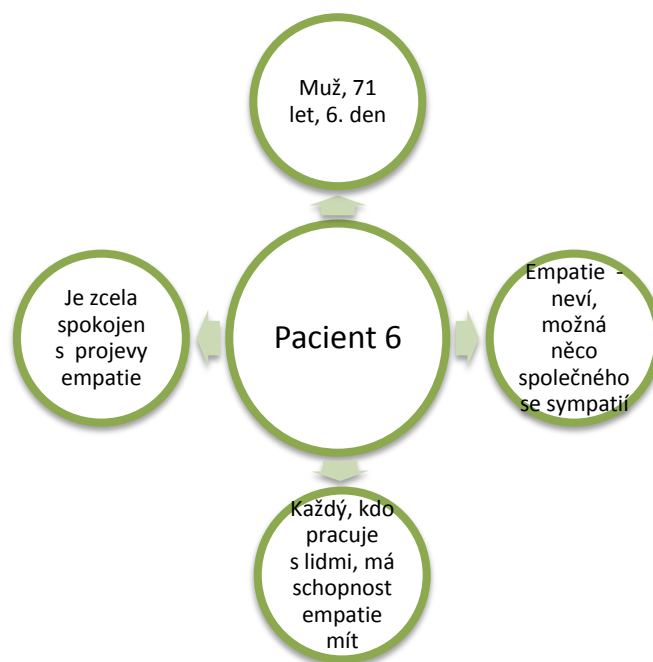 Muž, 71
let, 6. den
Je zcela
spokojen
s projevy
empatie
Pacient 6
Empatie -
neví,
možná
něco
společného
se sympatií
Každý, kdo
pracuje
s lidmi, má
schopnost
empatie
mít